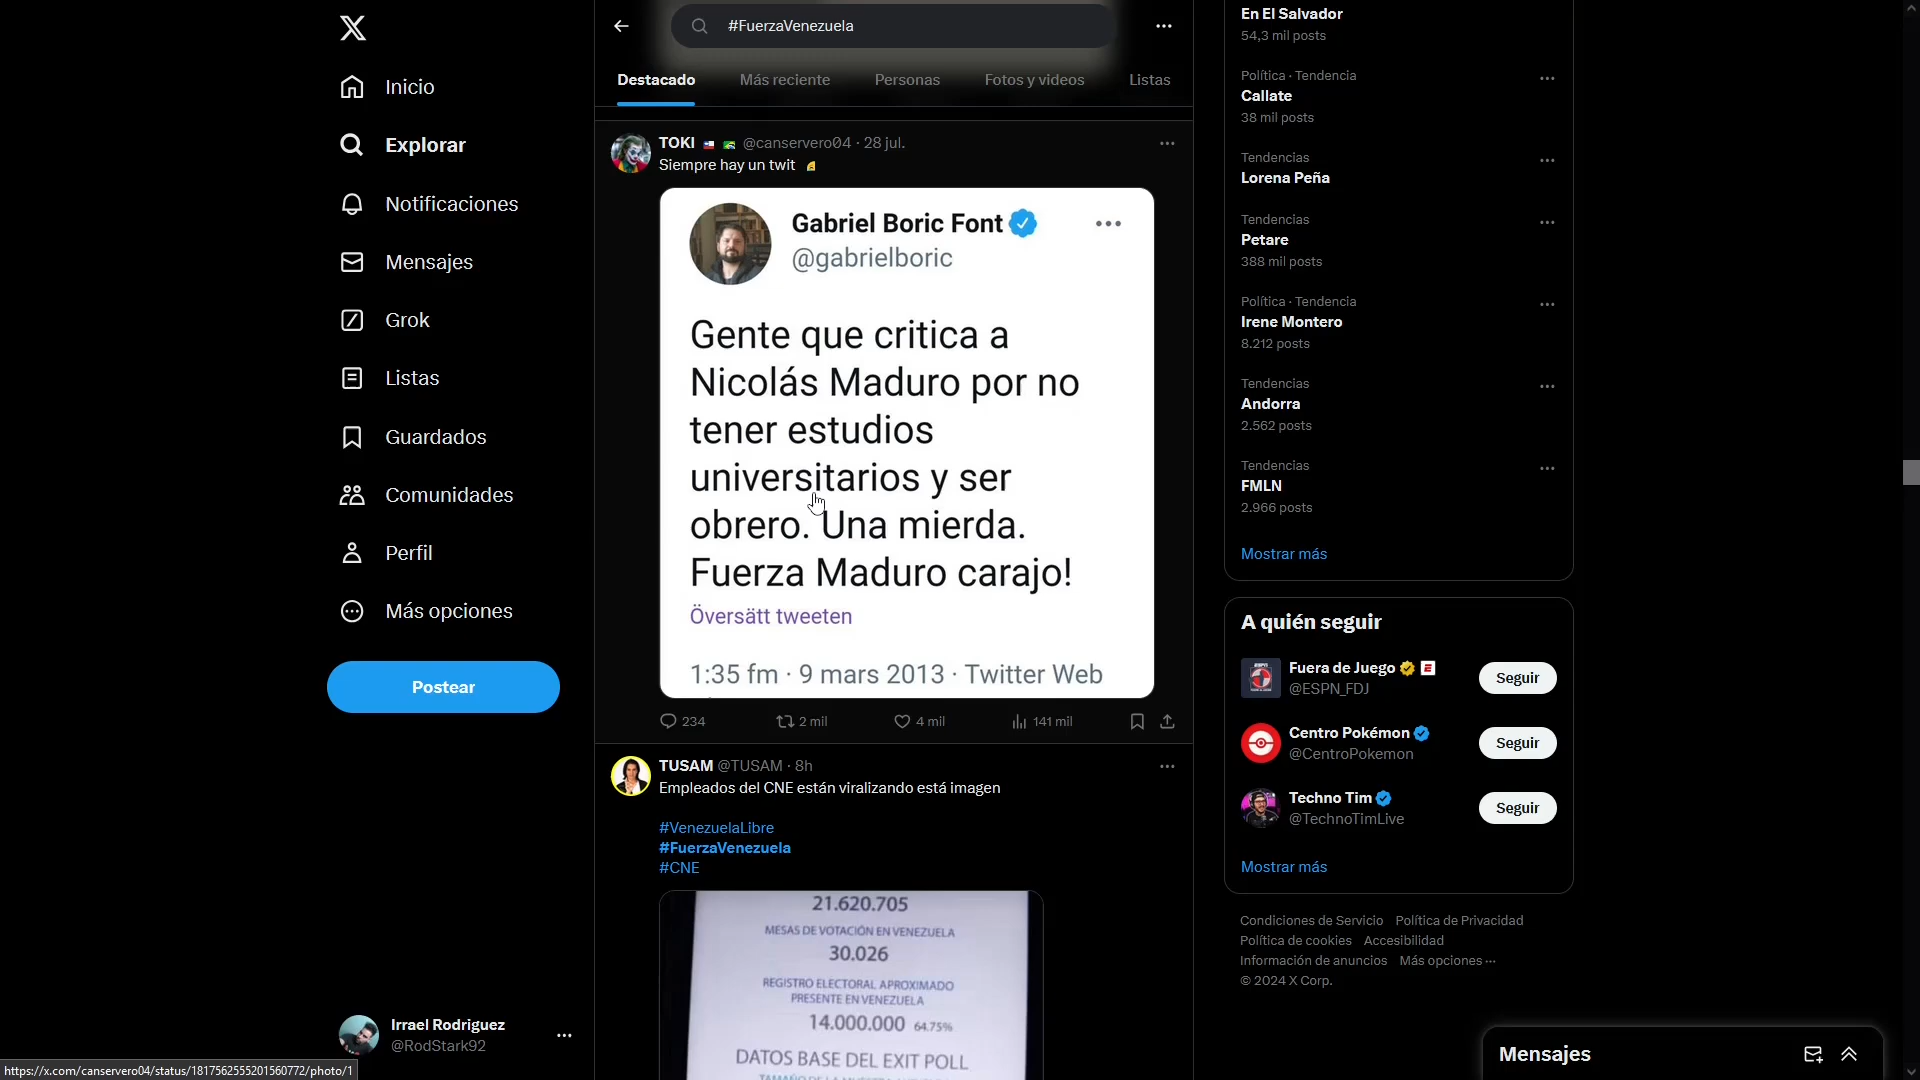 Inicio
Explorar
Notificaciones
Mensajes
Grok
Listas
Guardados
Comunidades
Perfil
Más opciones
Postear
Irrael Rodriguez
@RodStark92
https://x.com/canservero04/status/1817562555201560772/photo/1
#FuerzaVenezuela
Destacado Más reciente Personas Fotos y videos Listas
TOKI @canservero04 · 28 jul.
Siempre hay un twit
Gabriel Boric Font
@gabrielboric
Gente que critica a
Nicolás Maduro por no
tener estudios
universitarios y ser
obrero. Una mierda.
Fuerza Maduro carajo!
Översätt tweeten
1:35 fm · 9 mars 2013 · Twitter Web
234 2 mil 4 mil 141 mil
TUSAM @TUSAM · 8h
Empleados del CNE están viralizando está imagen
#VenezuelaLibre
#FuerzaVenezuela
#CNE
21.620.705
MESAS DE VOTACIÓN EN VENEZUELA
30.026
REGISTRO ELECTORAL APROXIMADO
PRESENTE EN VENEZUELA
14.000.000 64.75%
DATOS BASE DEL EXIT POLL
En El Salvador
54,3 mil posts
Política · Tendencia
Callate
38 mil posts
Tendencias
Lorena Peña
Tendencias
Petare
388 mil posts
Política · Tendencia
Irene Montero
8.212 posts
Tendencias
Andorra
2.562 posts
Tendencias
FMLN
2.966 posts
Mostrar más
A quién seguir
Fuera de Juego
@ESPN_FDJ
Seguir
Centro Pokémon
@CentroPokemon
Seguir
Techno Tim
@TechnoTimLive
Seguir
Mostrar más
Condiciones de Servicio Política de Privacidad
Política de cookies Accesibilidad
Información de anuncios Más opciones ···
© 2024 X Corp.
Mensajes